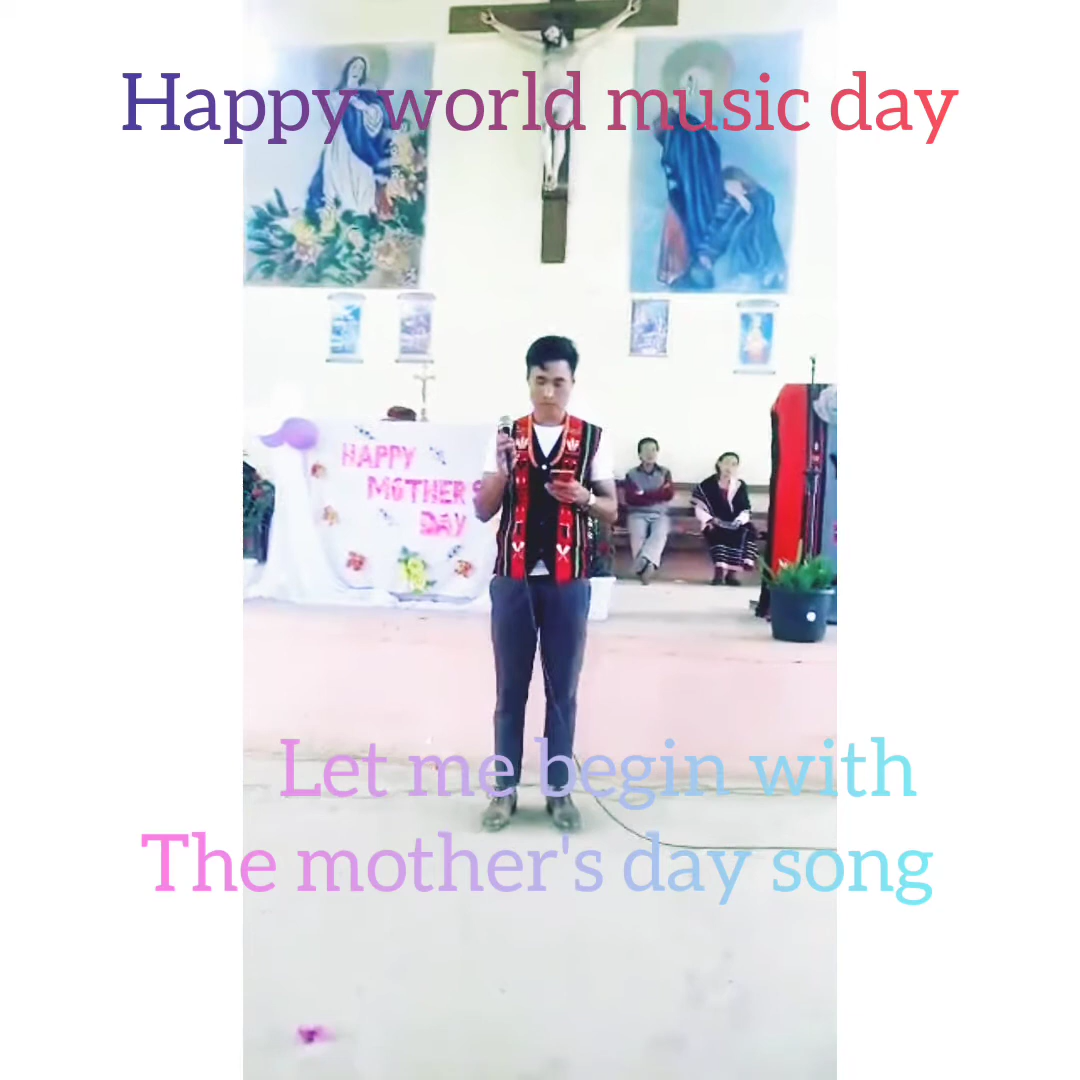 Happy world music day
HAPPY
MOTHER'S
DAY
Let me begin with
The mother's day song